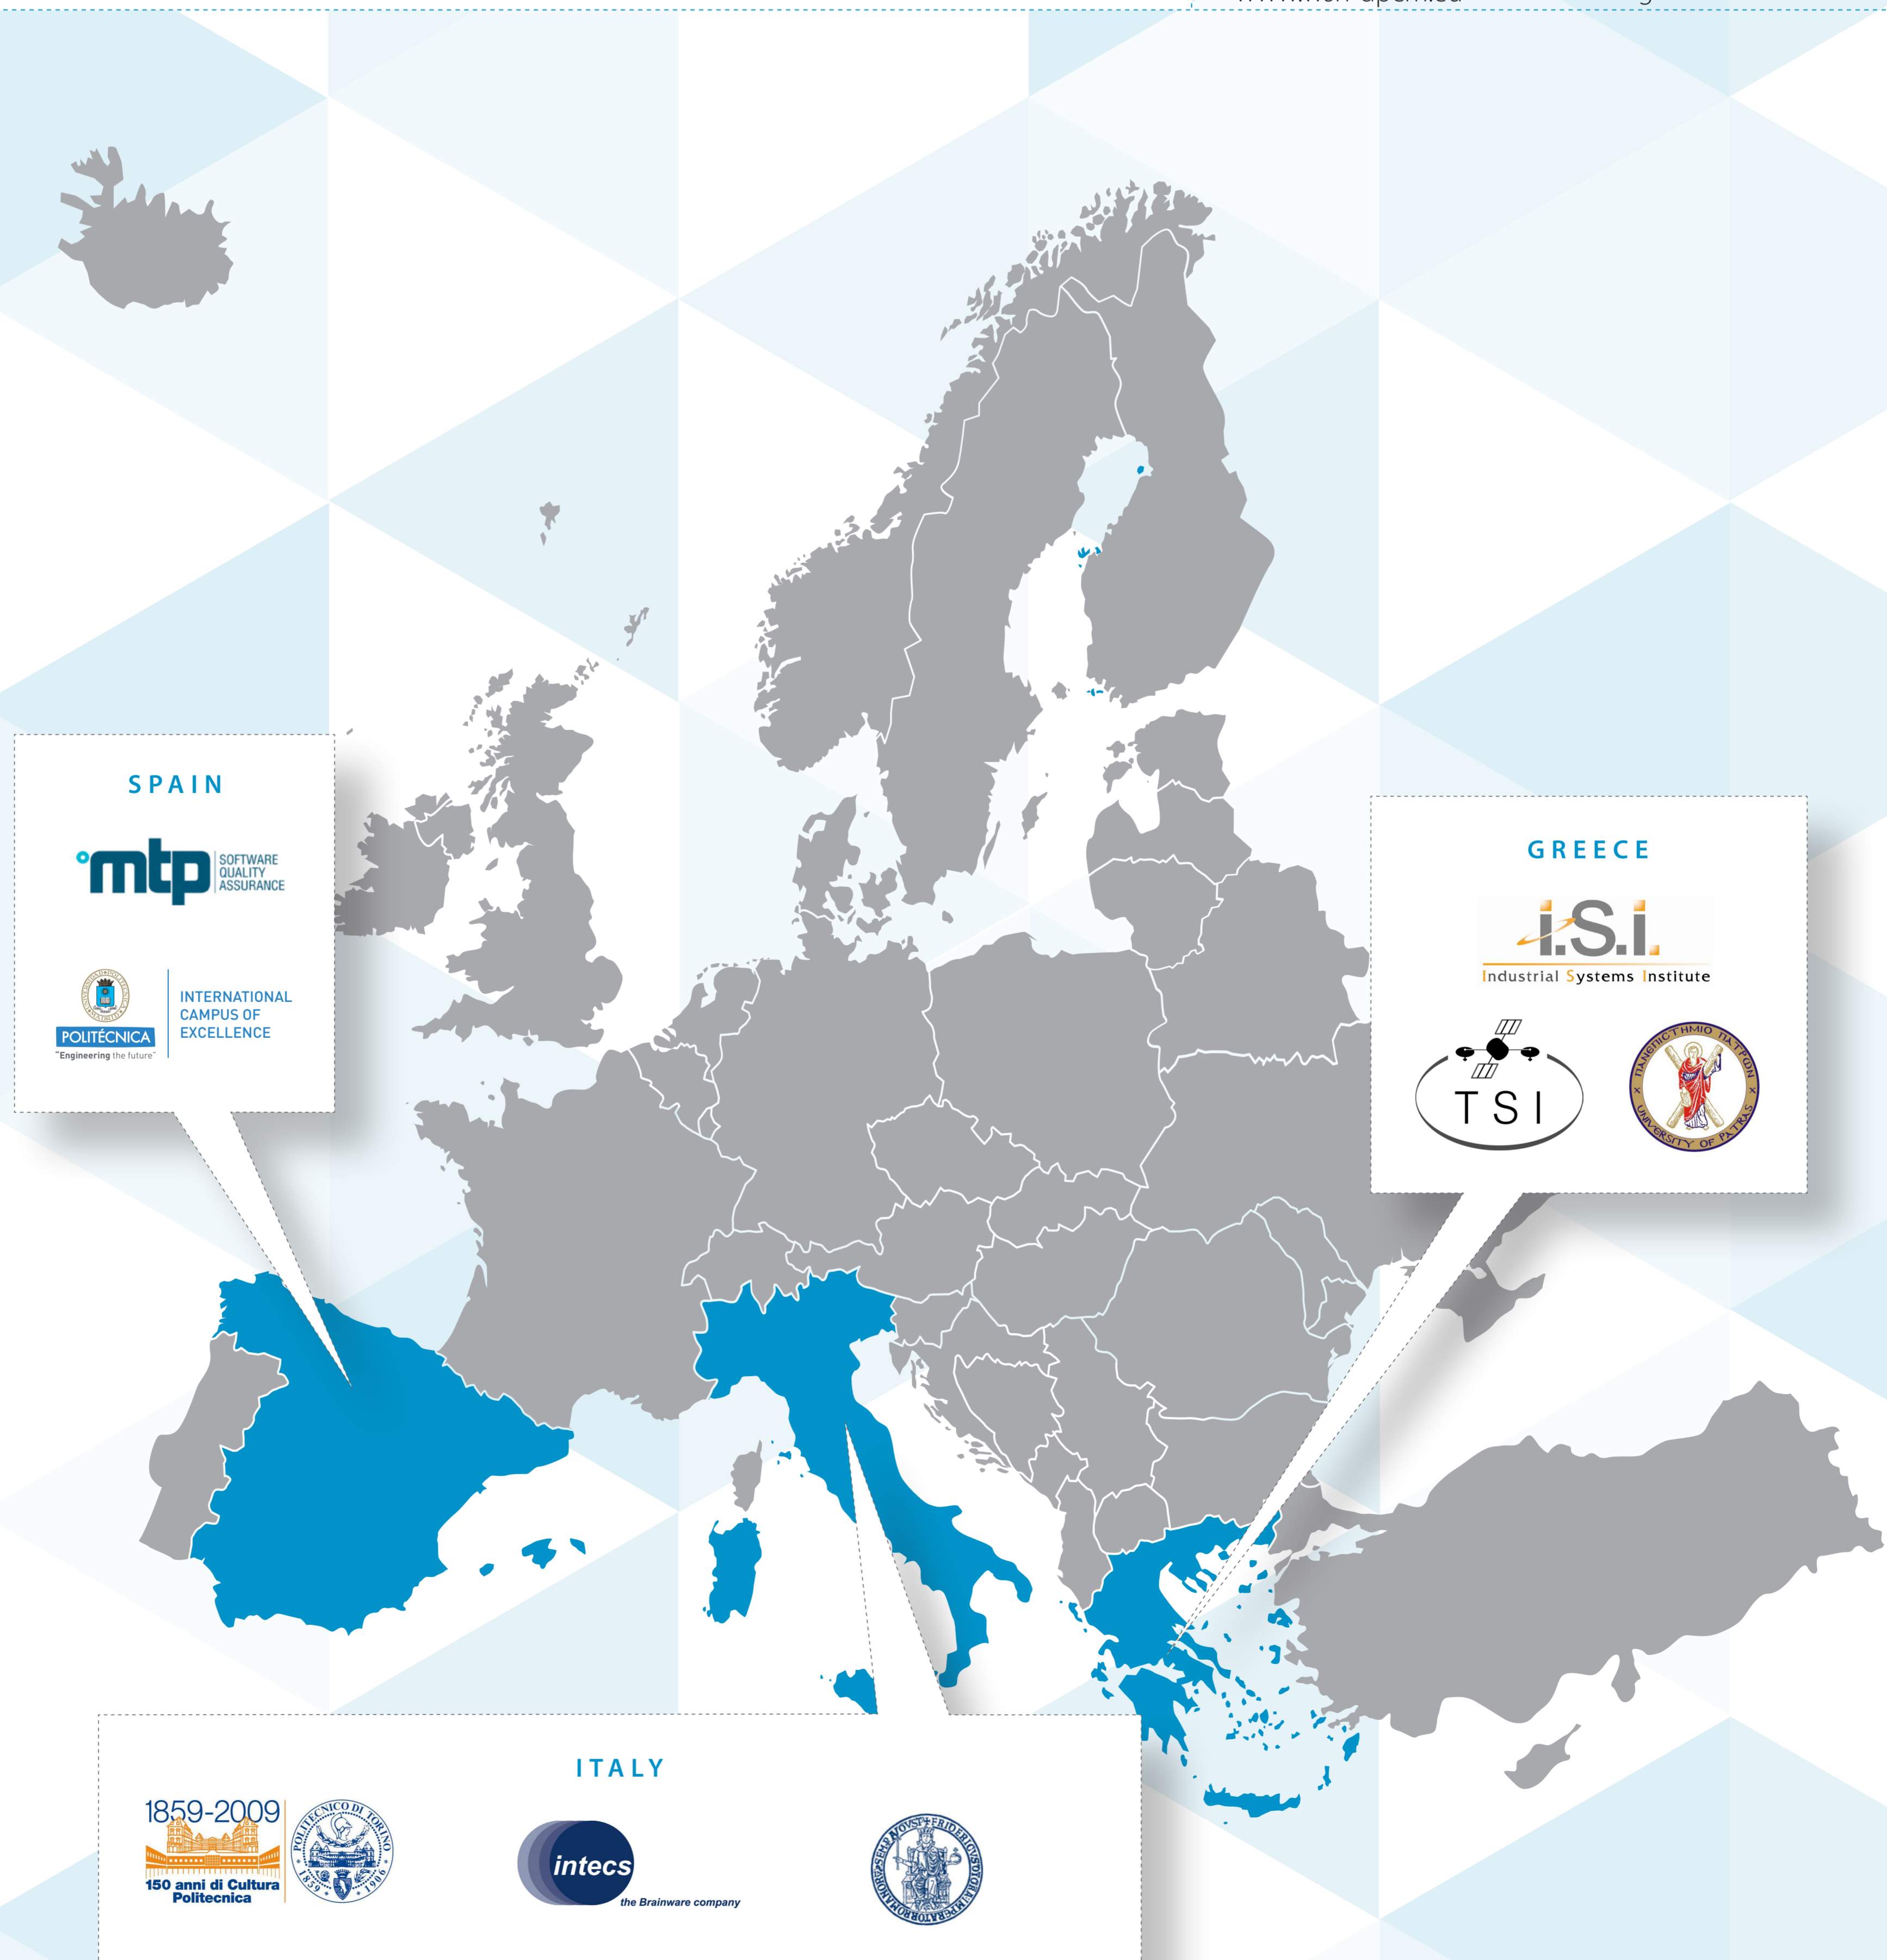 SPAIN
mtp SOFTWARE
QUALITY
ASSURANCE
POLITÉCNICA
"Engineering the future"
INTERNATIONAL
CAMPUS OF
EXCELLENCE
GREECE
i.S.i.
Industrial Systems Institute
TSI
ΠΑΝΕΠΙΣΤΗΜΙΟ ΠΑΤΡΩΝ
UNIVERSITY OF PATRAS
ITALY
1859-2009
150 anni di Cultura
Politecnica
POLITECNICO DI TORINO
1859 1906
intecs
the Brainware company